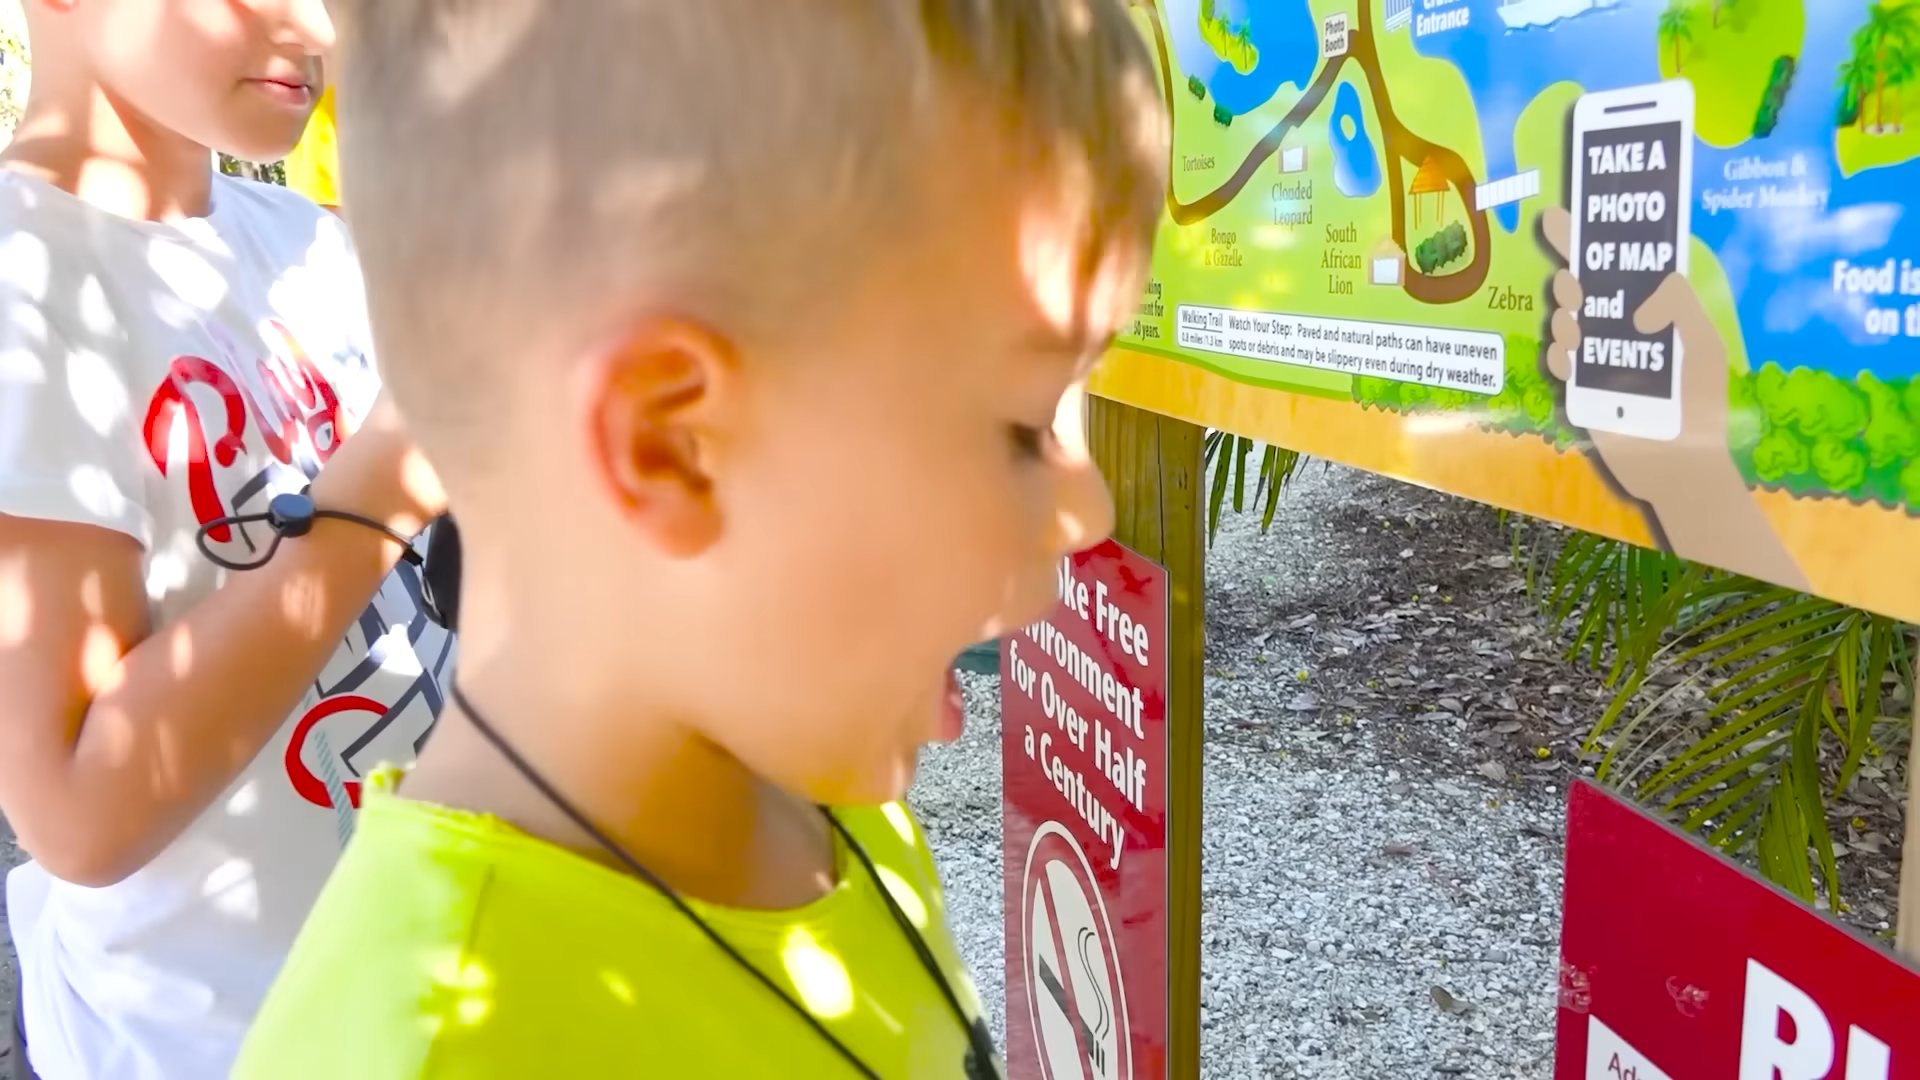 Photo
Booth
Entrance
Tortoises
Clouded
Leopard
Bongo
& Gazelle
South
African
Lion
Zebra
Gibbon &
Spider Monkey
TAKE A
PHOTO
OF MAP
and
EVENTS
Food is
on
50 years.
Walking Trail
0.8 miles /1.3 km
Watch Your Step: Paved and natural paths can have uneven
spots or debris and may be slippery even during dry weather.
Free
for Over Half
a Century